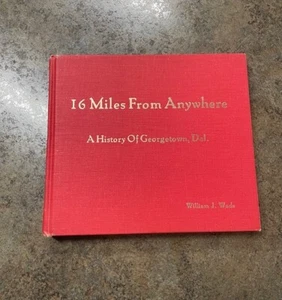 16 Miles From Anywhere
A History Of Georgetown, Del.
William J. Wade